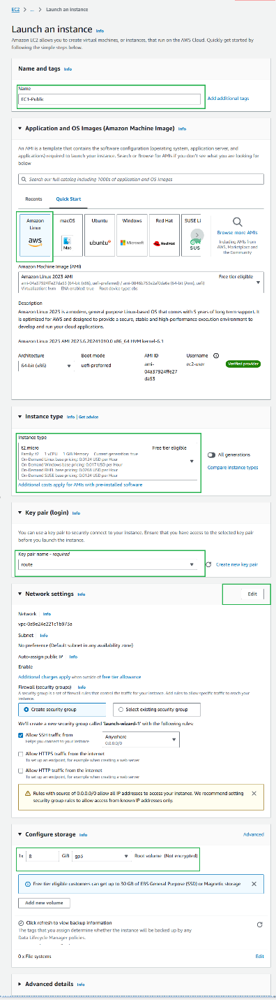 EC2 > ... > Launch an instance
Launch an instance Info
Amazon EC2 allows you to create virtual machines, or instances, that run on the AWS Cloud. Quickly get started by
following the simple steps below.
Name and tags Info
Name
EC1-Public
Add additional tags
Application and OS Images (Amazon Machine Image) Info
An AMI is a template that contains the software configuration (operating system, application server, and
applications) required to launch your instance. Search or Browse for AMIs if you don't see what you are looking for
below
Search our full catalog including 1000s of application and OS images
Recents Quick Start
Amazon
Linux
aws
macOS
Mac
Ubuntu
ubuntu
Windows
Microsoft
Red Hat
Red Hat
SUSE Li
SUS
Browse more AMIs
Including AMIs from
AWS, Marketplace and
the Community
Amazon Machine Image (AMI)
Amazon Linux 2023 AMI Free tier eligible
ami-04a37924ffe27da53 (64-bit (x86), uefi-preferred) / ami-0846b753e2af0da6e (64-bit (Arm), uefi)
Virtualization: hvm ENA enabled: true Root device type: ebs
Description
Amazon Linux 2023 is a modern, general purpose Linux-based OS that comes with 5 years of long term support. It
is optimized for AWS and designed to provide a secure, stable and high-performance execution environment to
develop and run your cloud applications.
Amazon Linux 2023 AMI 2023.6.20241010.0 x86_64 HVM kernel-6.1
Architecture Boot mode AMI ID Username
64-bit (x86) uefi-preferred ami-
04a37924ffe27
da53
ec2-user Verified provider
Instance type Info | Get advice
Instance type
t2.micro Free tier eligible
Family: t2 1 vCPU 1 GiB Memory Current generation: true
On-Demand Linux base pricing: 0.0124 USD per Hour
On-Demand Windows base pricing: 0.017 USD per Hour
On-Demand RHEL base pricing: 0.0268 USD per Hour
On-Demand SUSE base pricing: 0.0124 USD per Hour
All generations
Compare instance types
Additional costs apply for AMIs with pre-installed software
Key pair (login) Info
You can use a key pair to securely connect to your instance. Ensure that you have access to the selected key pair
before you launch the instance.
Key pair name - required
route
Create new key pair
Network settings Info
Edit
Network Info
vpc-0a9e24e221c1b973a
Subnet Info
No preference (Default subnet in any availability zone)
Auto-assign public IP Info
Enable
Additional charges apply when outside of free tier allowance
Firewall (security groups) Info
A security group is a set of firewall rules that control the traffic for your instance. Add rules to allow specific traffic to reach your
instance.
Create security group
Select existing security group
We'll create a new security group called 'launch-wizard-1' with the following rules:
Allow SSH traffic from
Helps you connect to your instance
Anywhere
0.0.0.0/0
Allow HTTPS traffic from the internet
To set up an endpoint, for example when creating a web server
Allow HTTP traffic from the internet
To set up an endpoint, for example when creating a web server
Rules with source of 0.0.0.0/0 allow all IP addresses to access your instance. We recommend setting
security group rules to allow access from known IP addresses only.
Configure storage Info Advanced
1x 8 GiB gp3 Root volume (Not encrypted)
Free tier eligible customers can get up to 30 GB of EBS General Purpose (SSD) or Magnetic storage
Add new volume
Click refresh to view backup information
The tags that you assign determine whether the instance will be backed up by any
Data Lifecycle Manager policies.
0 x File systems Edit
Advanced details Info